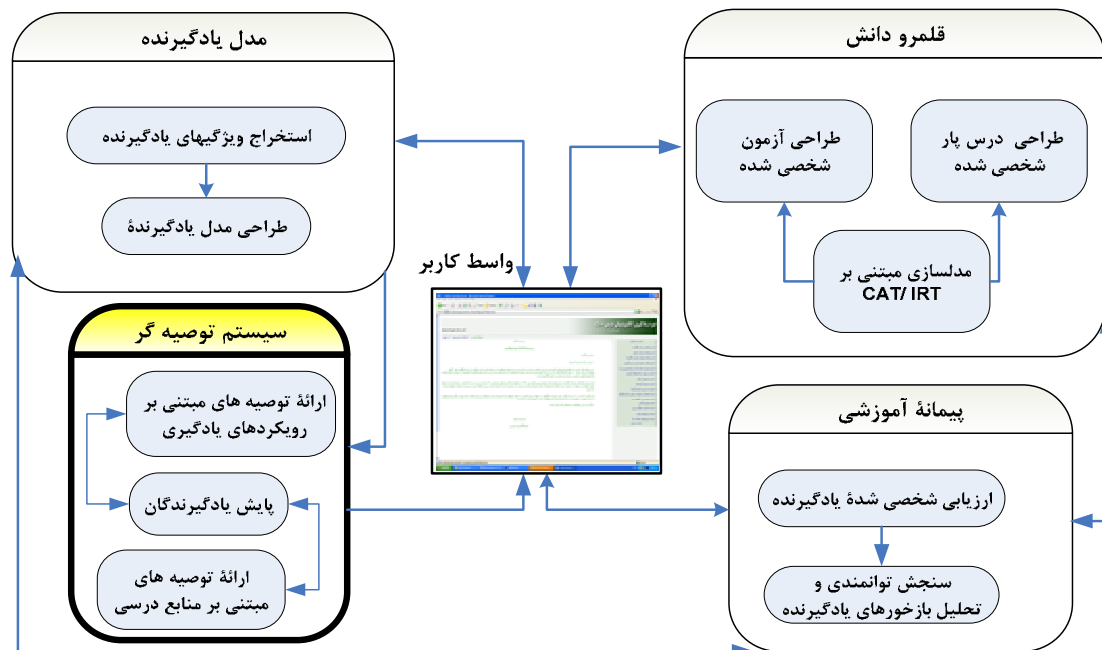 قلمرو دانش
طراحی درس پار
شخصی شده
طراحی آزمون
شخصی شده
مدلسازی مبتنی بر
CAT/ IRT
مدل یادگیرنده
استخراج ویژگیهای یادگیرنده
طراحی مدل یادگیرندۀ
واسط کاربر
سیستم توصیه گر
ارائۀ توصیه های مبتنی بر
رویکردهای یادگیری
پایش یادگیرندگان
ارائۀ توصیه های
مبتنی بر منابع درسی
پیمانۀ آموزشی
ارزیابی شخصی شدۀ یادگیرنده
سنجش توانمندی و
تحلیل بازخورهای یادگیرنده